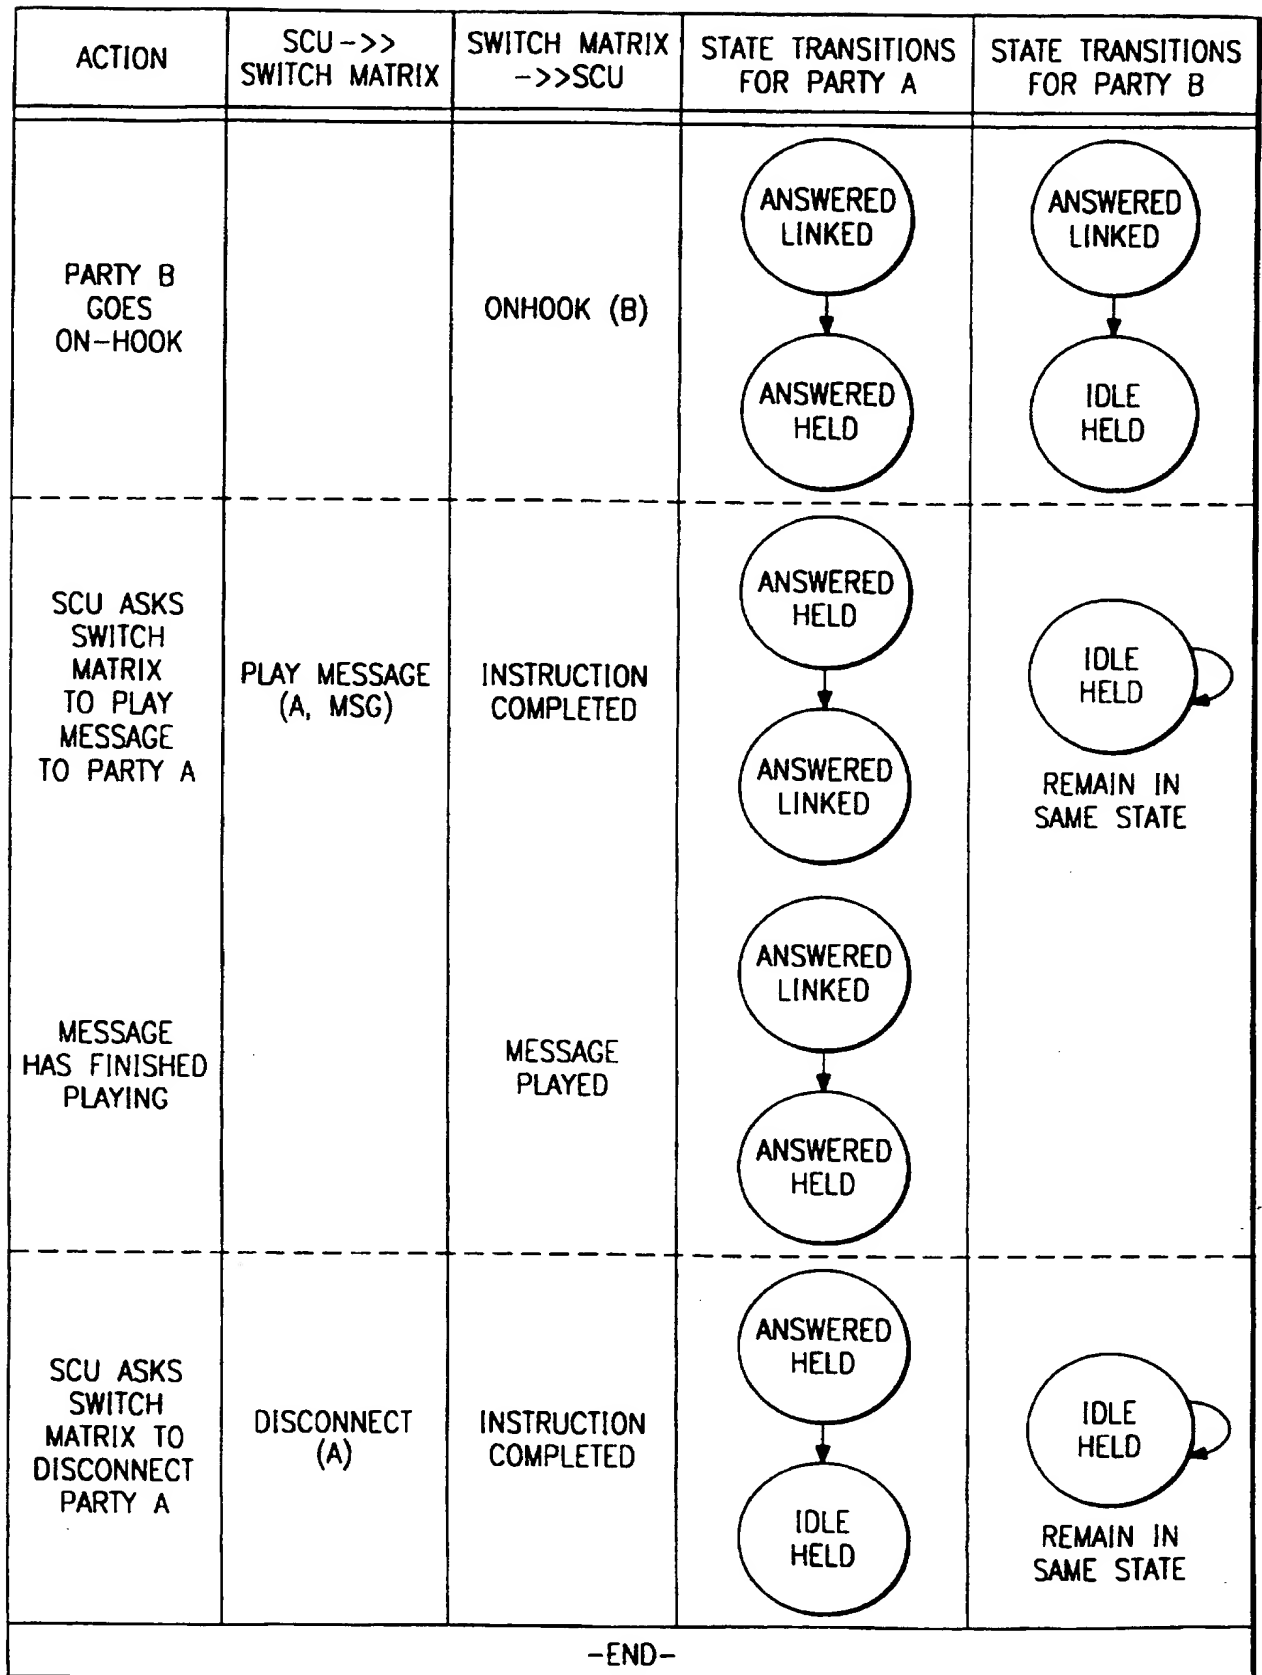 ACTION
SCU->>
SWITCH MATRIX
SWITCH MATRIX
->>SCU
STATE TRANSITIONS
FOR PARTY A
STATE TRANSITIONS
FOR PARTY B
PARTY B
GOES
ON-HOOK
ONHOOK (B)
ANSWERED
LINKED
ANSWERED
HELD
ANSWERED
LINKED
IDLE
HELD
SCU ASKS
SWITCH
MATRIX
TO PLAY
MESSAGE
TO PARTY A
PLAY MESSAGE
(A, MSG)
INSTRUCTION
COMPLETED
ANSWERED
HELD
ANSWERED
LINKED
IDLE
HELD
REMAIN IN
SAME STATE
MESSAGE
HAS FINISHED
PLAYING
MESSAGE
PLAYED
ANSWERED
LINKED
ANSWERED
HELD
SCU ASKS
SWITCH
MATRIX TO
DISCONNECT
PARTY A
DISCONNECT
(A)
INSTRUCTION
COMPLETED
ANSWERED
HELD
IDLE
HELD
IDLE
HELD
REMAIN IN
SAME STATE
-END-